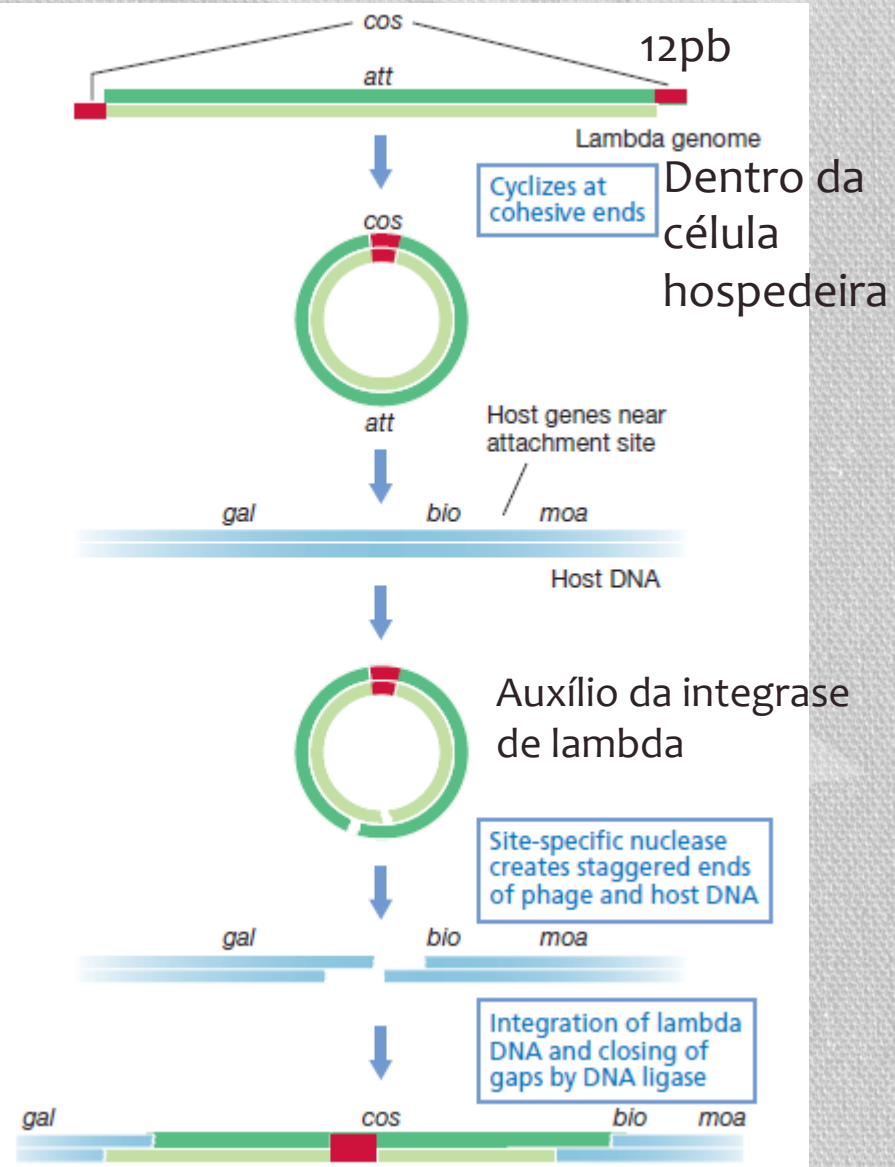 cos
12pb
att
Lambda genome
Cyclizes at
cohesive ends
Dentro da
célula
hospedeira
cos
att
Host genes near
attachment site
gal bio moa
Host DNA
Auxílio da integrase
de lambda
Site-specific nuclease
creates staggered ends
of phage and host DNA
gal bio moa
Integration of lambda
DNA and closing of
gaps by DNA ligase
gal cos bio moa